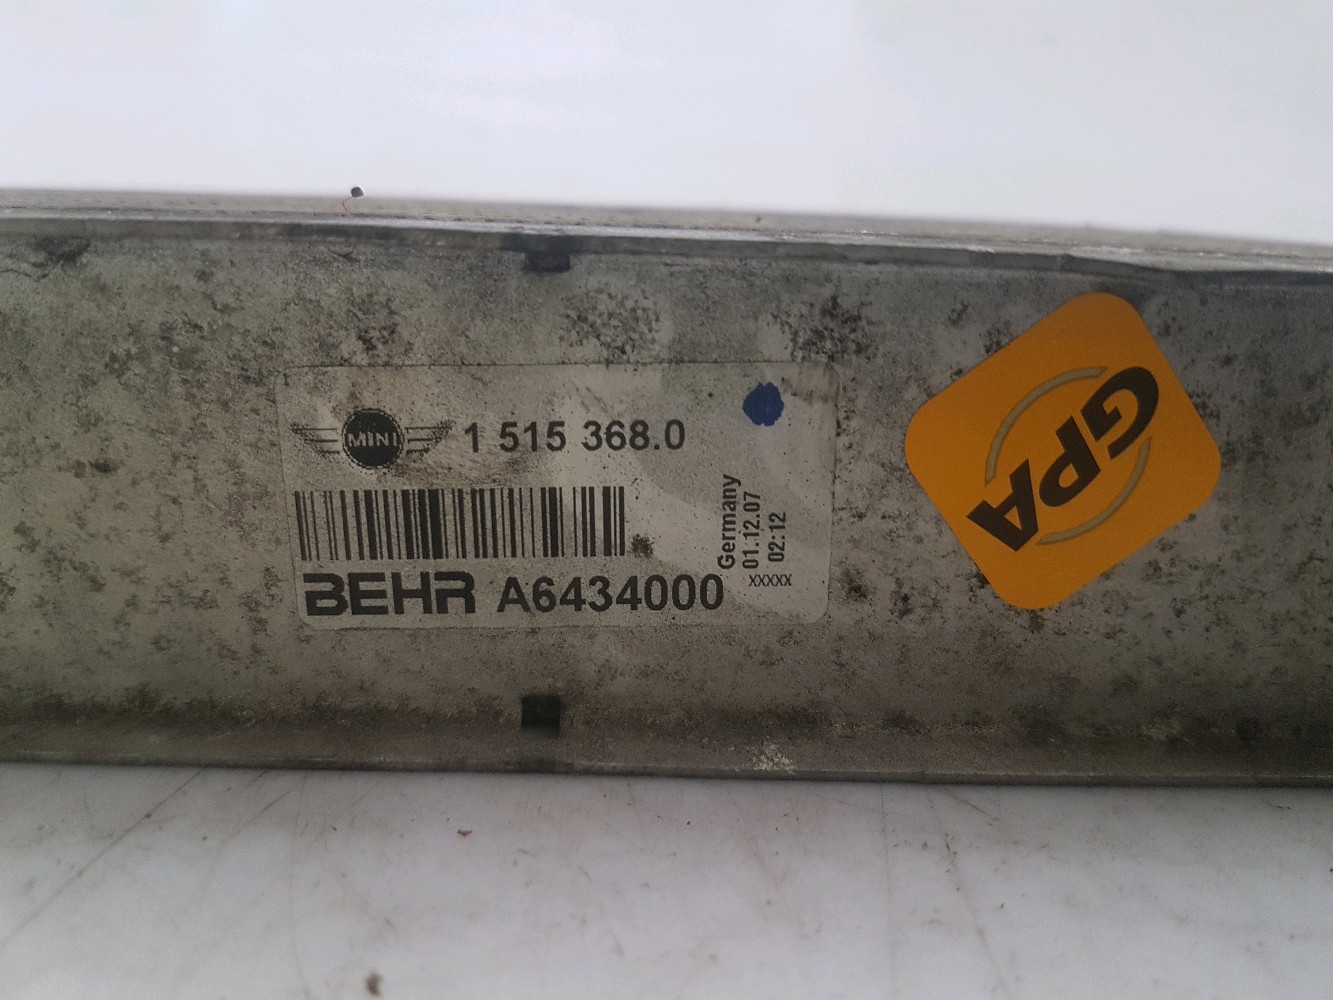 MINI 1 515 368.0
BEHR A6434000
Germany
01.12.07
02:12
XXXXX
GPA